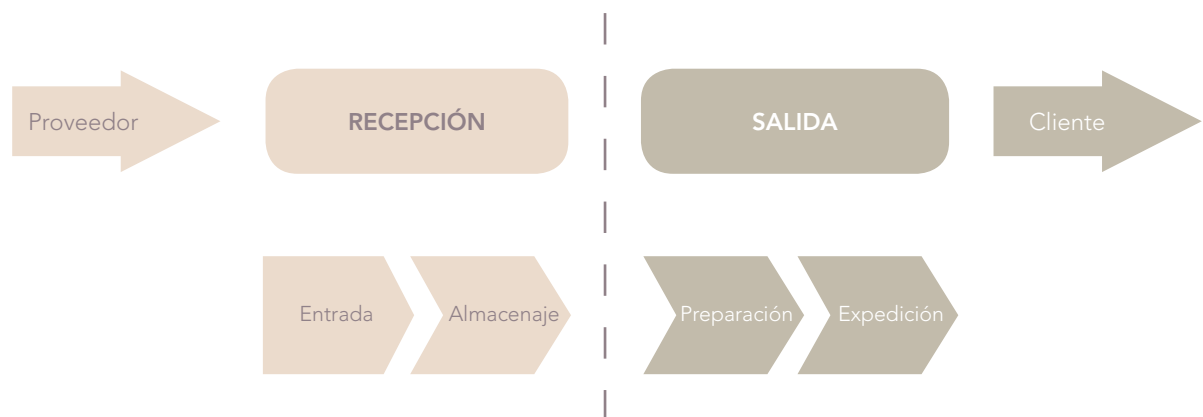 Proveedor
RECEPCIÓN
SALIDA
Cliente
Entrada
Almacenaje
Preparación
Expedición